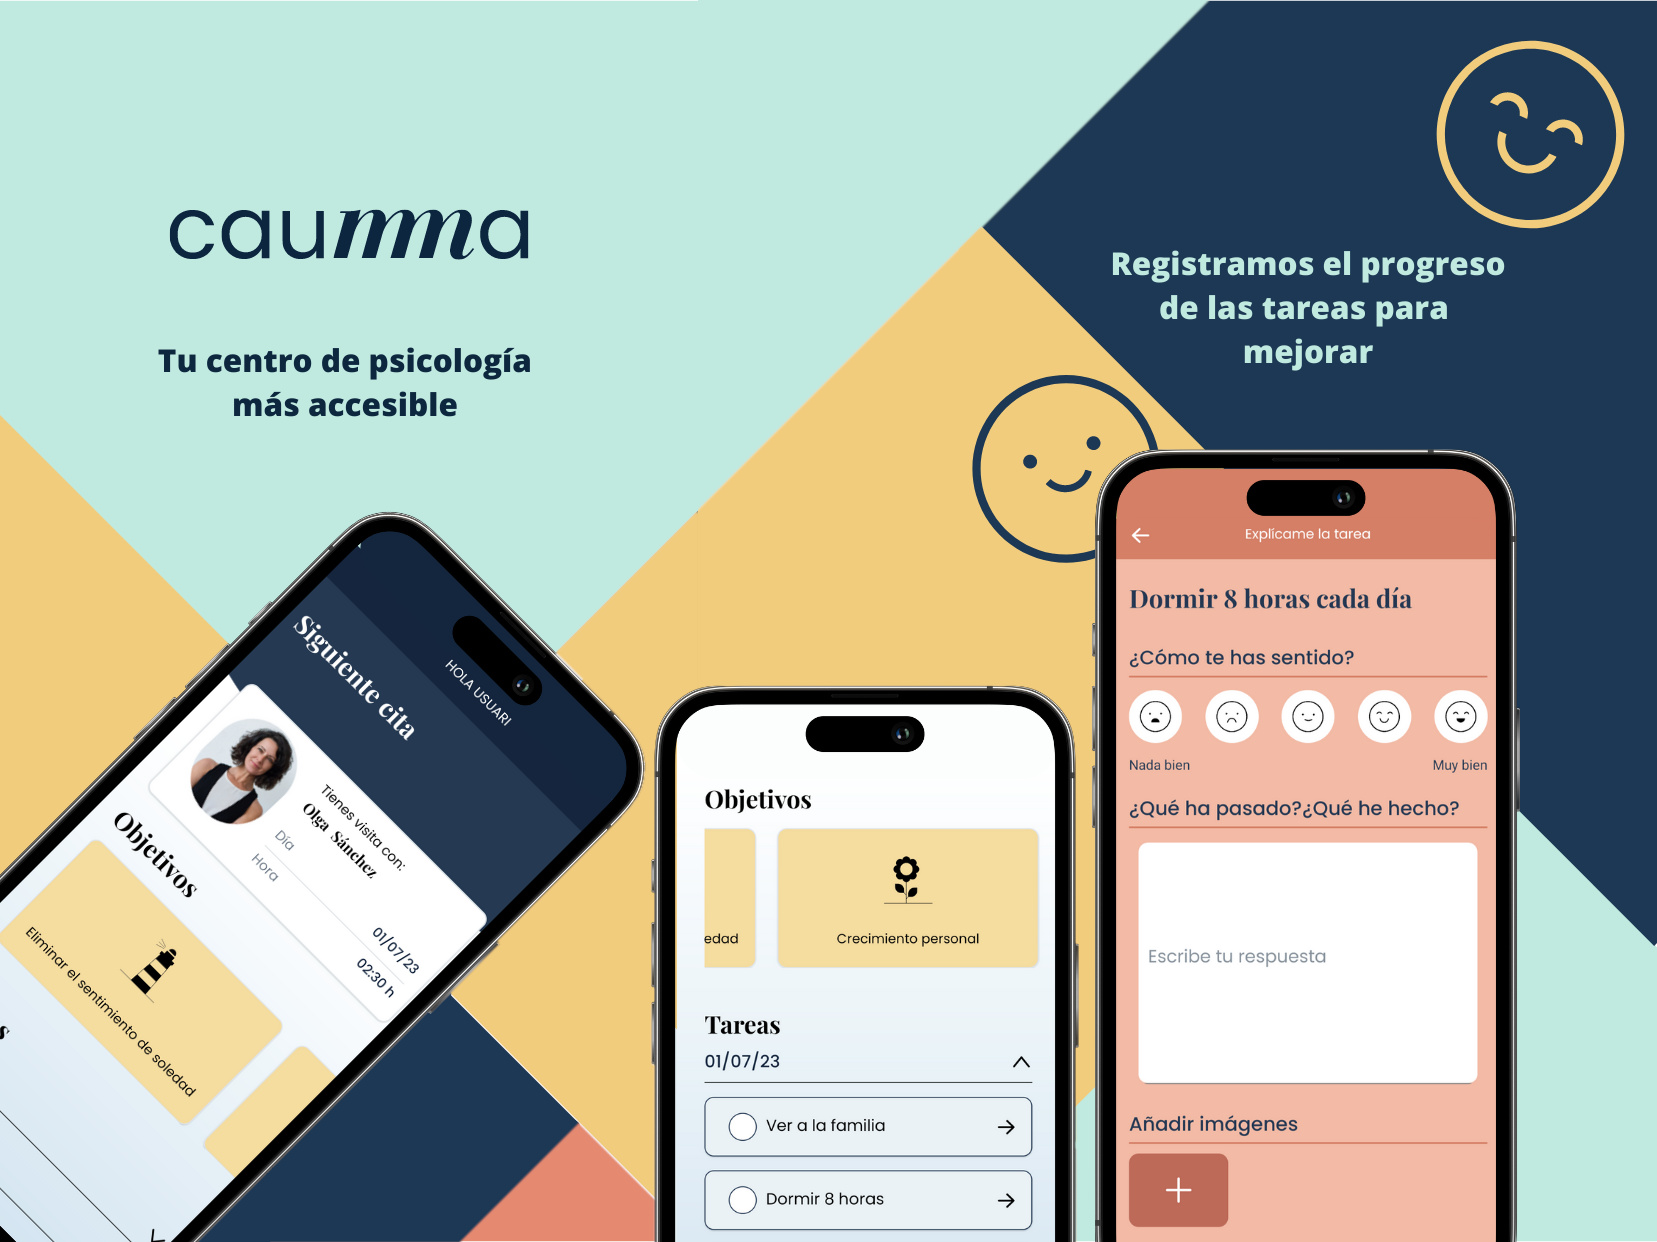 caumma
Tu centro de psicología
más accesible
Registramos el progreso
de las tareas para
mejorar
HOLA USUARI
Siguiente cita
Tienes visita con:
Olga Sánchez
Día
01/07/23
Hora
02:30 h
Objetivos
Eliminar el sentimiento de soledad
s
Objetivos
edad
Crecimiento personal
Tareas
01/07/23
Ver a la familia
Dormir 8 horas
Explícame la tarea
Dormir 8 horas cada día
¿Cómo te has sentido?
Nada bien
Muy bien
¿Qué ha pasado?¿Qué he hecho?
Escribe tu respuesta
Añadir imágenes